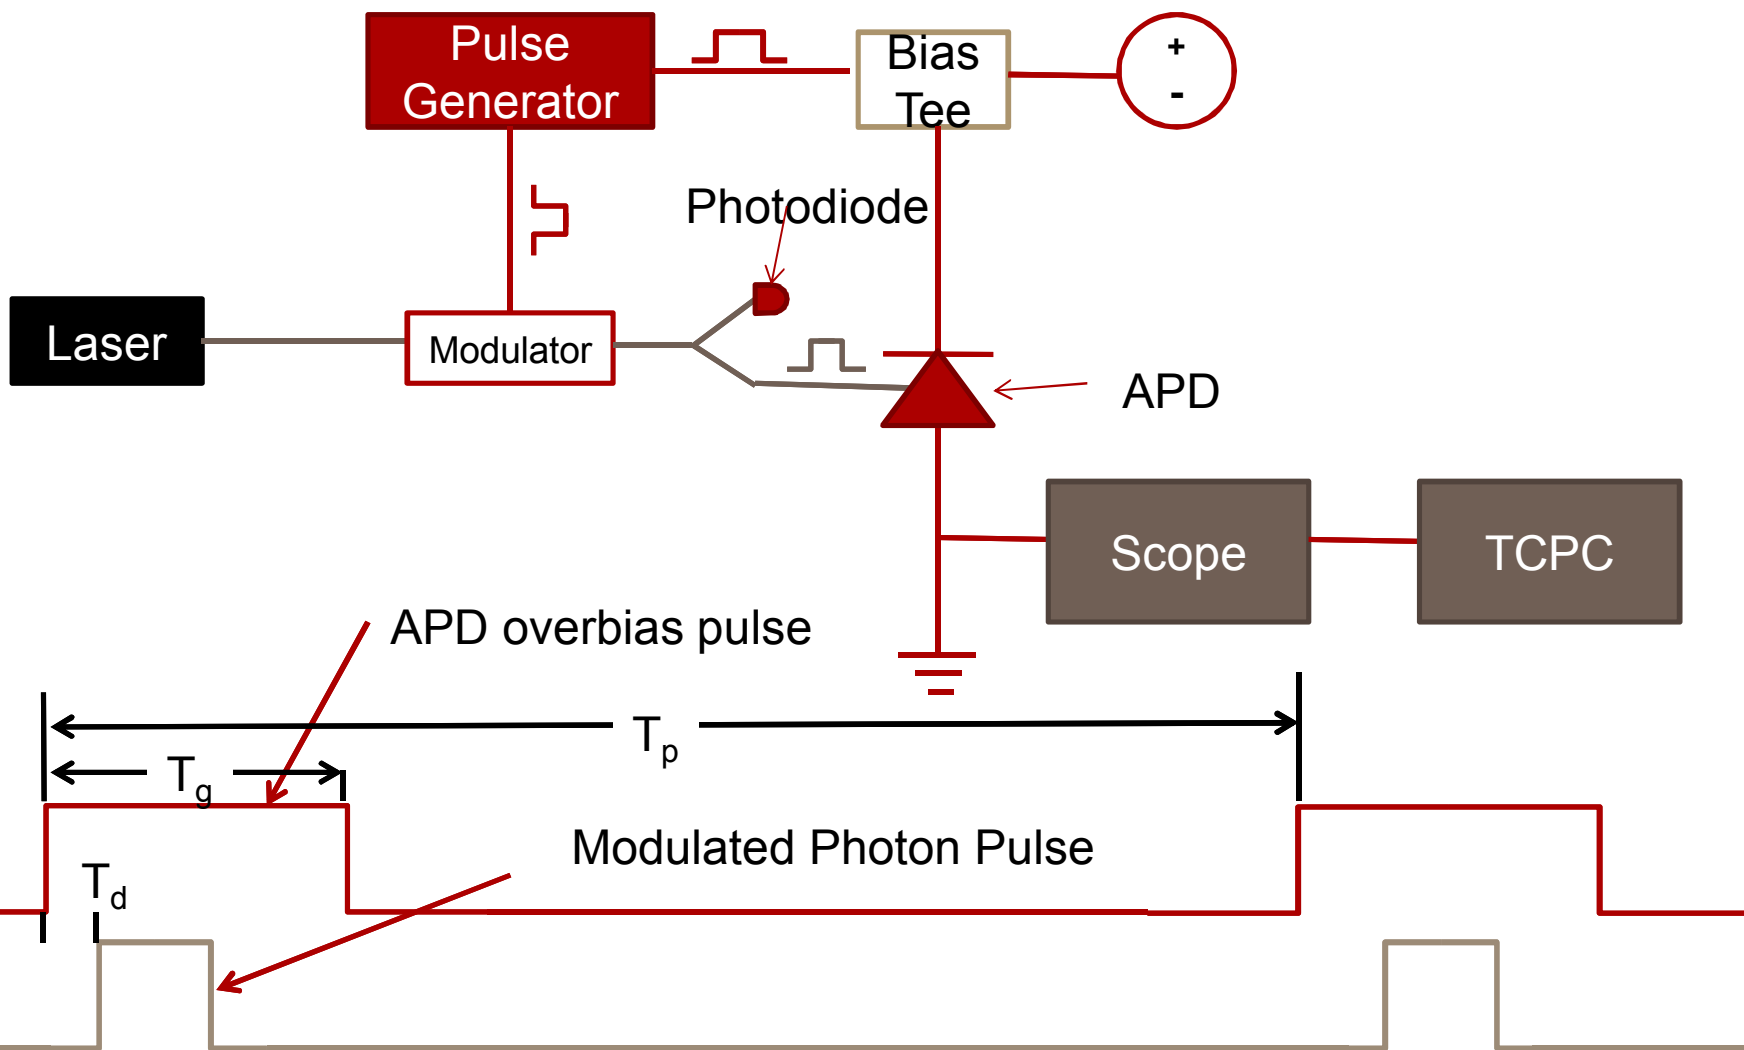 Pulse
Generator
Bias
Tee
+
-
Photodiode
Laser
Modulator
APD
Scope
TCPC
APD overbias pulse
Tp
Tg
Modulated Photon Pulse
Td